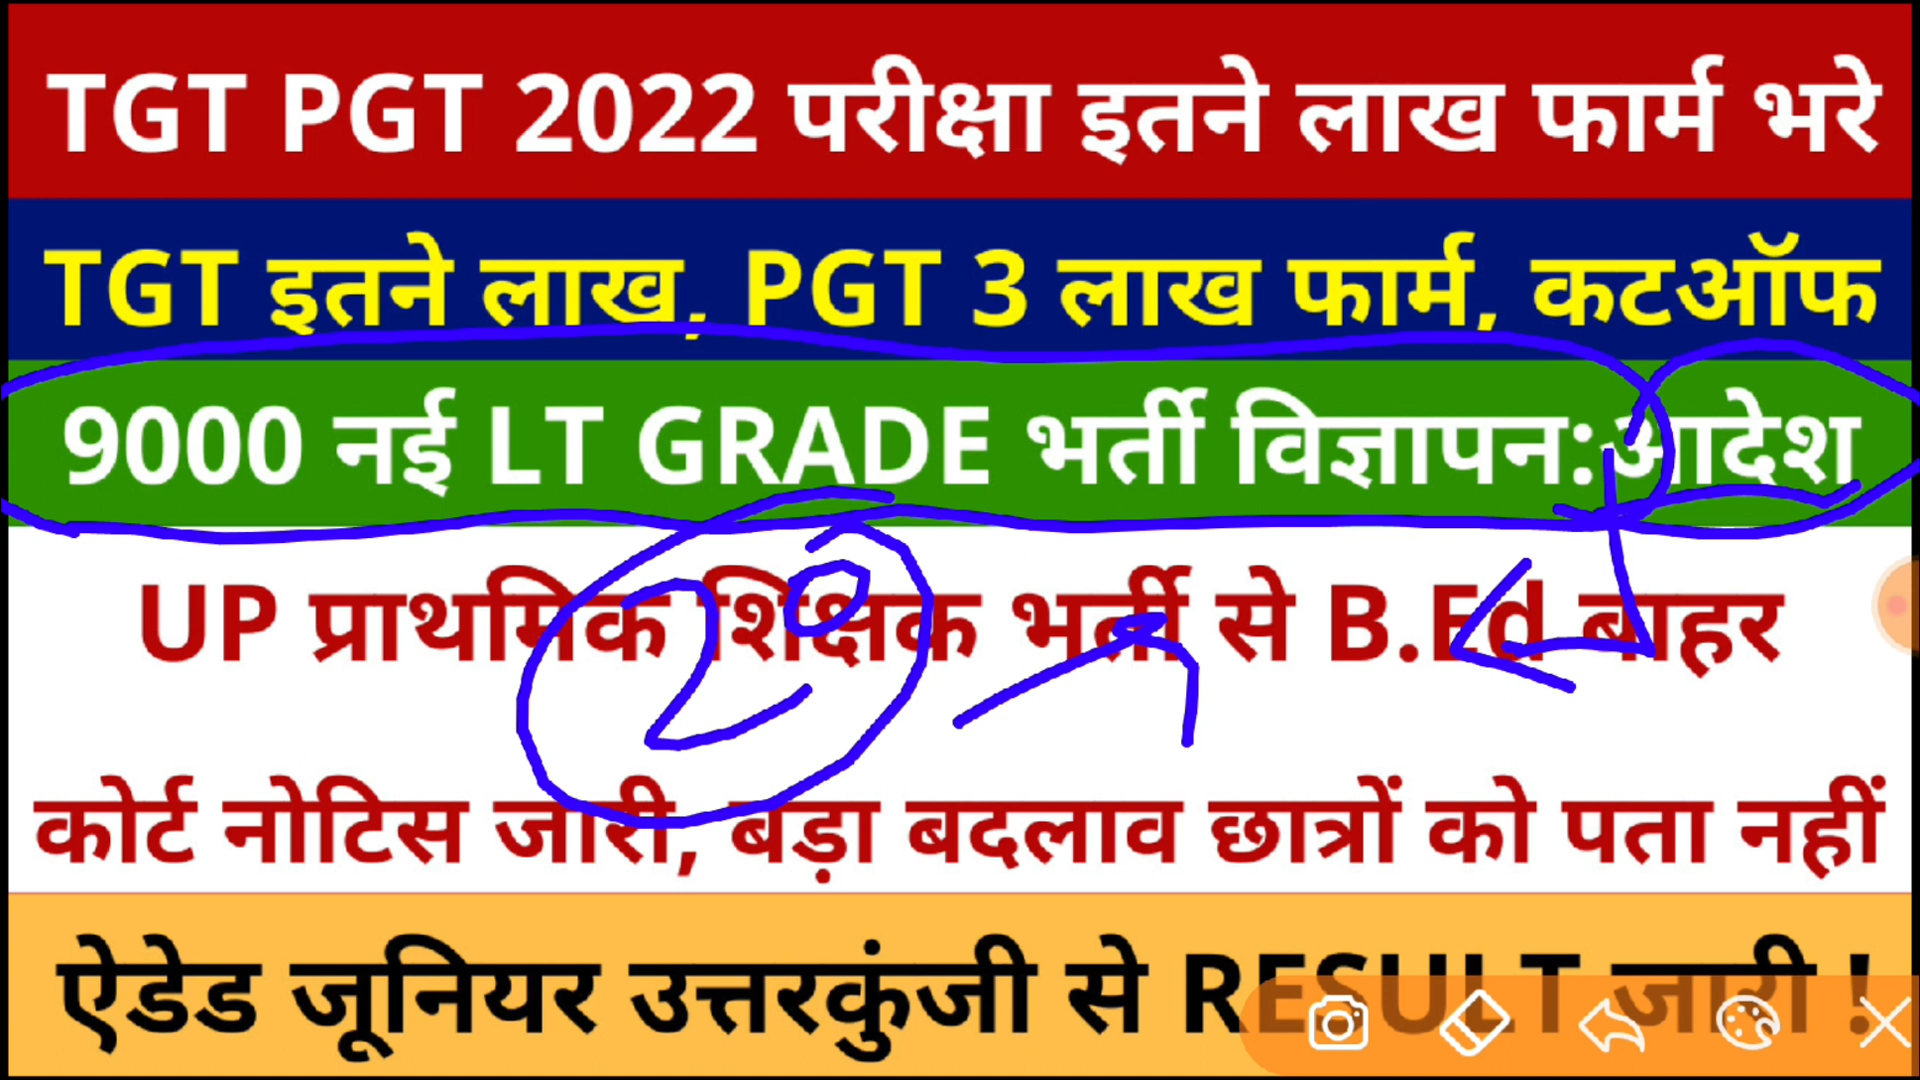 TGT PGT 2022 परीक्षा इतने लाख फार्म भरे
TGT इतने लाख, PGT 3 लाख फार्म, कटऑफ
9000 नई LT GRADE भर्ती विज्ञापन:आदेश
UP प्राथमिक शिक्षक भर्ती से B.Ed बाहर
20
कोर्ट नोटिस जारी, बड़ा बदलाव छात्रों को पता नहीं
ऐडेड जूनियर उत्तरकुंजी से RESULT जारी !